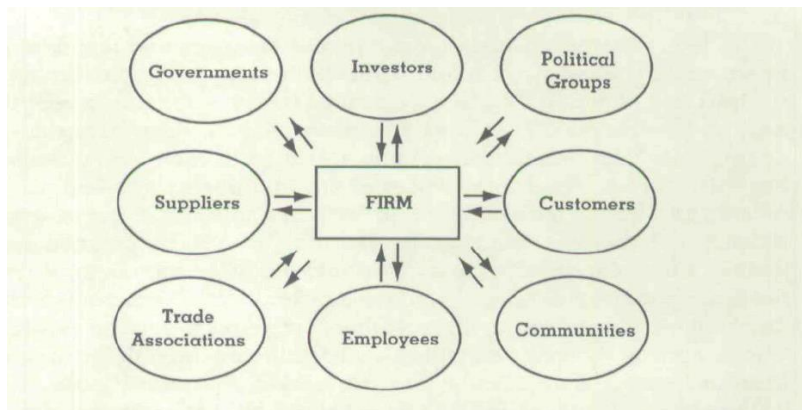 Governments
Investors
Political
Groups
Suppliers
FIRM
Customers
Trade
Associations
Employees
Communities